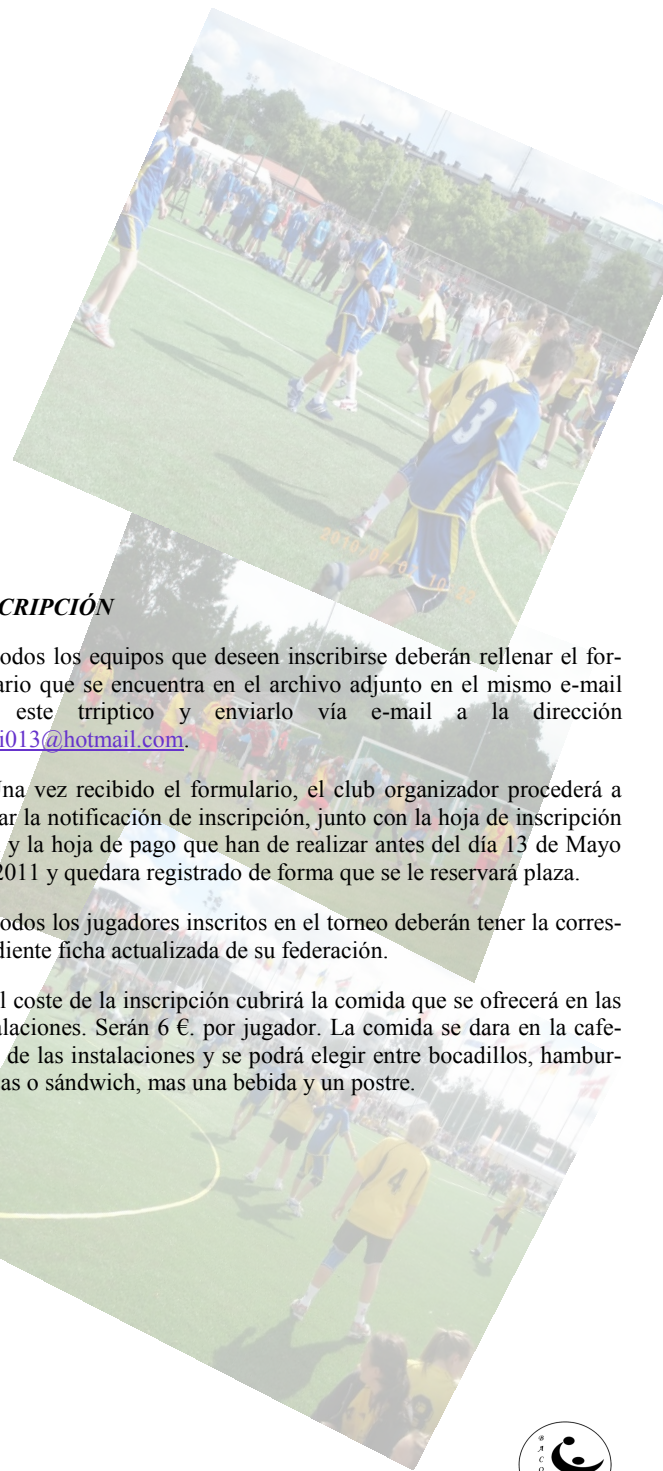 CRIPCIÓN
odos los equipos que deseen inscribirse deberán rellenar el for-
ario que se encuentra en el archivo adjunto en el mismo e-mail
este trriptico y enviarlo vía e-mail a la dirección
i013@hotmail.com.
na vez recibido el formulario, el club organizador procederá a
ar la notificación de inscripción, junto con la hoja de inscripción
y la hoja de pago que han de realizar antes del día 13 de Mayo
2011 y quedara registrado de forma que se le reservará plaza.
odos los jugadores inscritos en el torneo deberán tener la corres-
diente ficha actualizada de su federación.
l coste de la inscripción cubrirá la comida que se ofrecerá en las
alaciones. Serán 6 €. por jugador. La comida se dara en la cafe-
de las instalaciones y se podrá elegir entre bocadillos, hambur-
as o sándwich, mas una bebida y un postre.
3
4
4
B
A
C